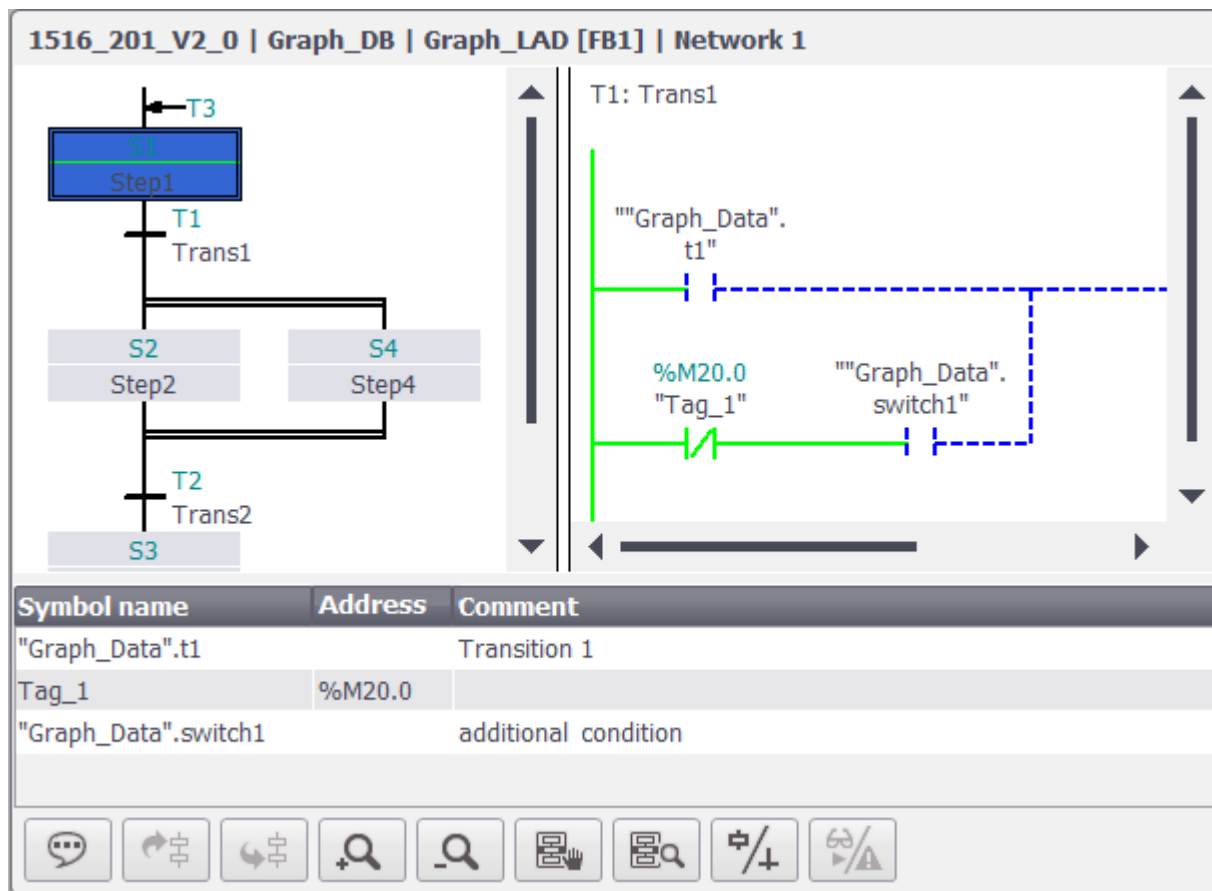 1516_201_V2_0 | Graph_DB | Graph_LAD [FB1] | Network 1
T3
S1
Step1
T1
Trans1
S2
S4
Step2
Step4
T2
Trans2
S3
T1: Trans1
""Graph_Data".
t1"
%M20.0
""Graph_Data".
"Tag_1"
switch1"
Symbol name Address Comment
"Graph_Data".t1 Transition 1
Tag_1 %M20.0
"Graph_Data".switch1 additional condition